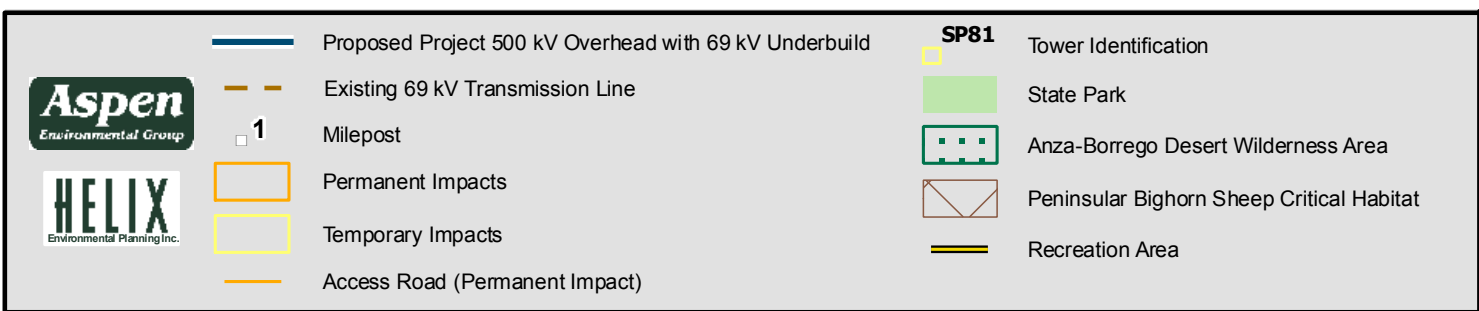 Aspen
Environmental Group
HELIX
Environmental Planning Inc.
Proposed Project 500 kV Overhead with 69 kV Underbuild
Existing 69 kV Transmission Line
1
Milepost
Permanent Impacts
Temporary Impacts
Access Road (Permanent Impact)
SP81
Tower Identification
State Park
Anza-Borrego Desert Wilderness Area
Peninsular Bighorn Sheep Critical Habitat
Recreation Area